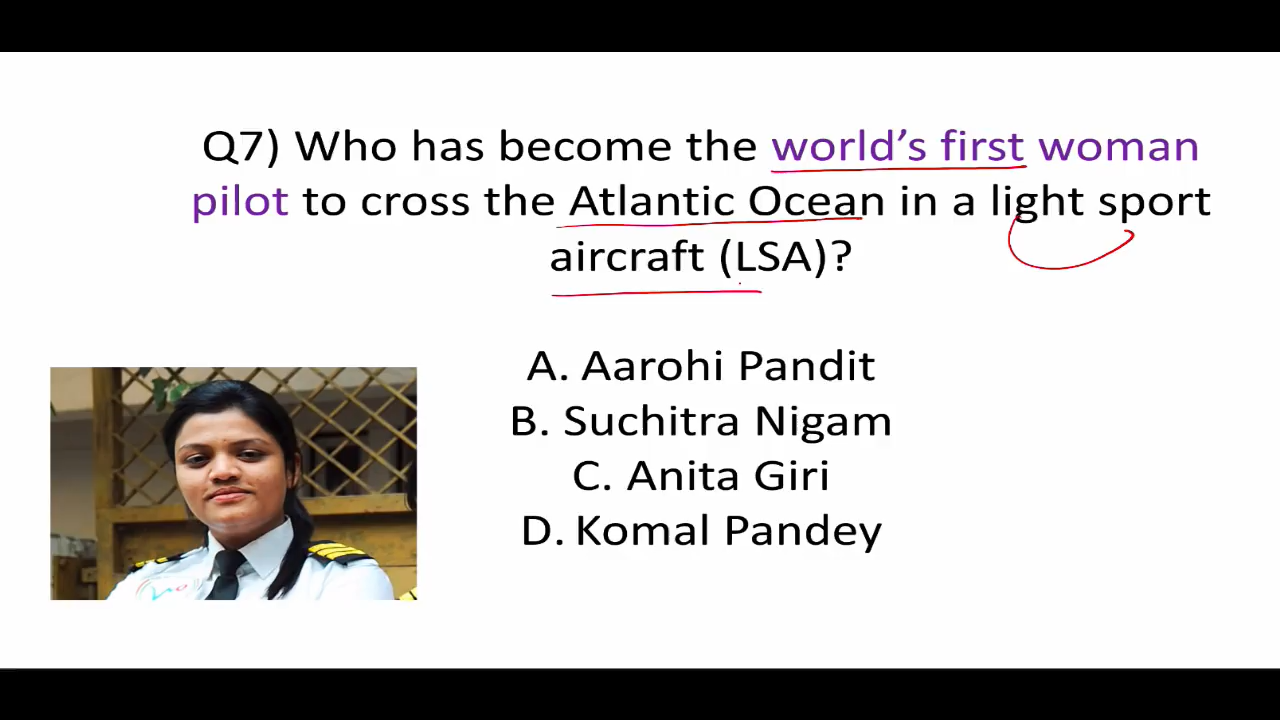 Q7) Who has become the world’s first woman
pilot to cross the Atlantic Ocean in a light sport
aircraft (LSA)?
A. Aarohi Pandit
B. Suchitra Nigam
C. Anita Giri
D. Komal Pandey